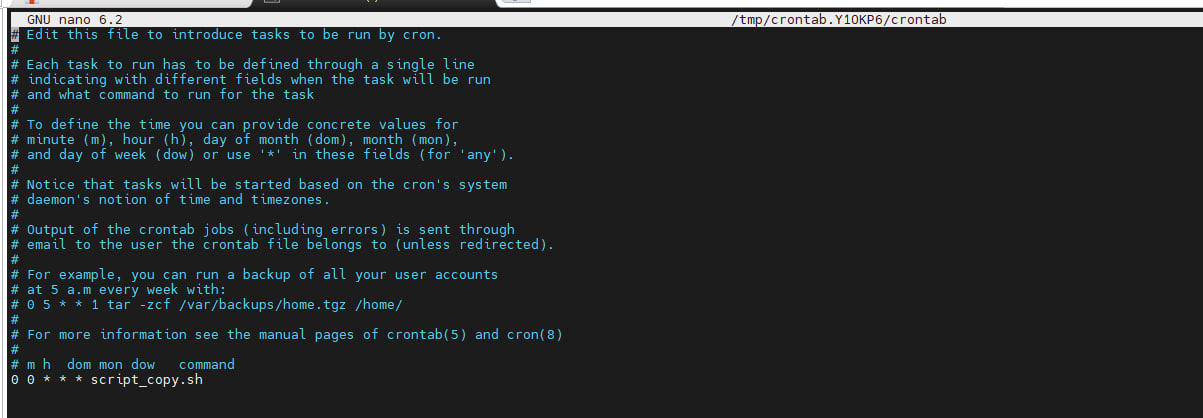 GNU nano 6.2 /tmp/crontab.Y1OKP6/crontab
# Edit this file to introduce tasks to be run by cron.
#
# Each task to run has to be defined through a single line
# indicating with different fields when the task will be run
# and what command to run for the task
#
# To define the time you can provide concrete values for
# minute (m), hour (h), day of month (dom), month (mon),
# and day of week (dow) or use '*' in these fields (for 'any').
#
# Notice that tasks will be started based on the cron's system
# daemon's notion of time and timezones.
#
# Output of the crontab jobs (including errors) is sent through
# email to the user the crontab file belongs to (unless redirected).
#
# For example, you can run a backup of all your user accounts
# at 5 a.m every week with:
# 0 5 * * 1 tar -zcf /var/backups/home.tgz /home/
#
# For more information see the manual pages of crontab(5) and cron(8)
#
# m h  dom mon dow   command
0 0 * * * script_copy.sh